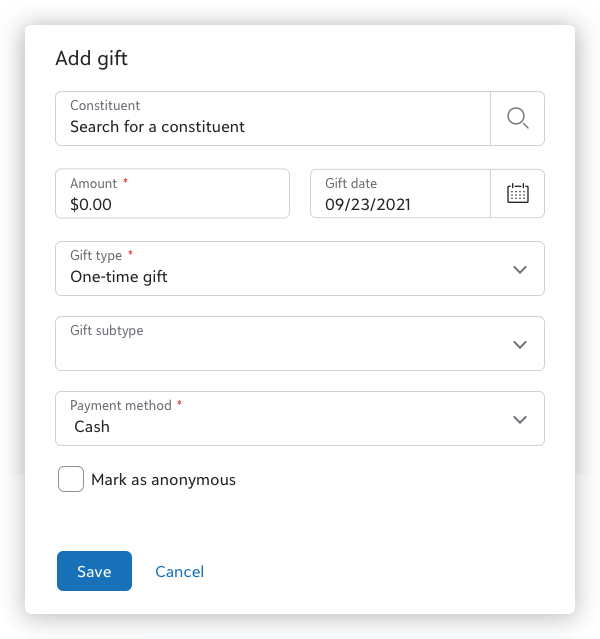 Add gift
Constituent
Search for a constituent
Amount *
$0.00
Gift date
09/23/2021
Gift type *
One-time gift
Gift subtype
Payment method *
Cash
Mark as anonymous
Save
Cancel